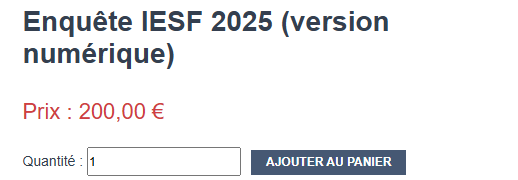 Enquête IESF 2025 (version
numérique)
Prix : 200,00 €
Quantité : 1 AJOUTER AU PANIER